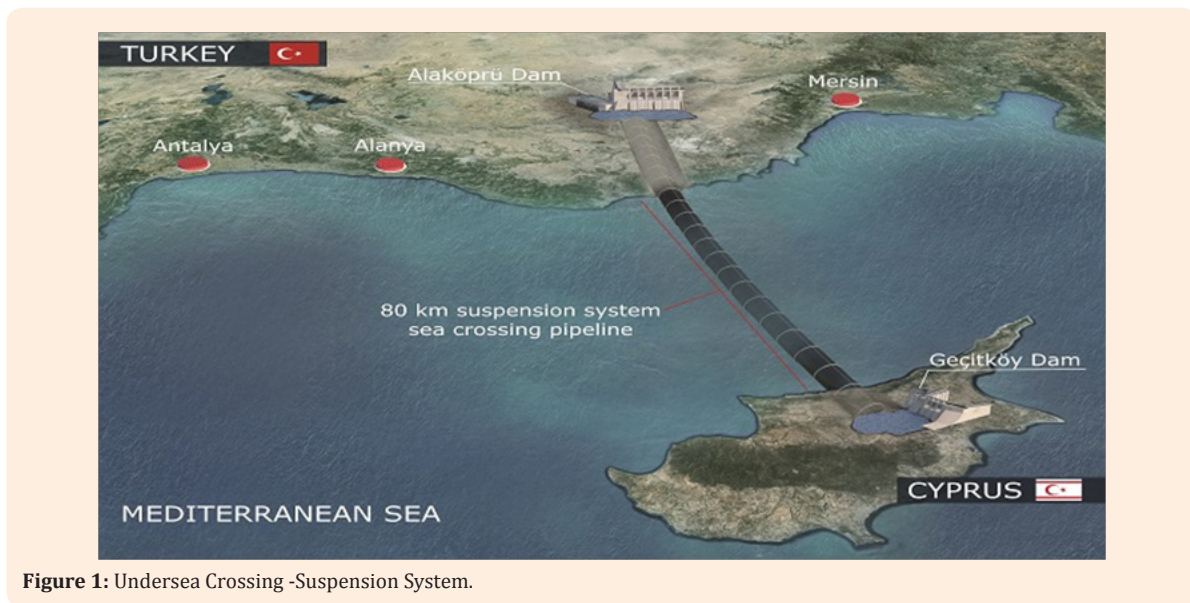 TURKEY
Alaköprü Dam
Mersin
Antalya
Alanya
80 km suspension system
sea crossing pipeline
Geçitköy Dam
CYPRUS
MEDITERRANEAN SEA
Figure 1: Undersea Crossing -Suspension System.